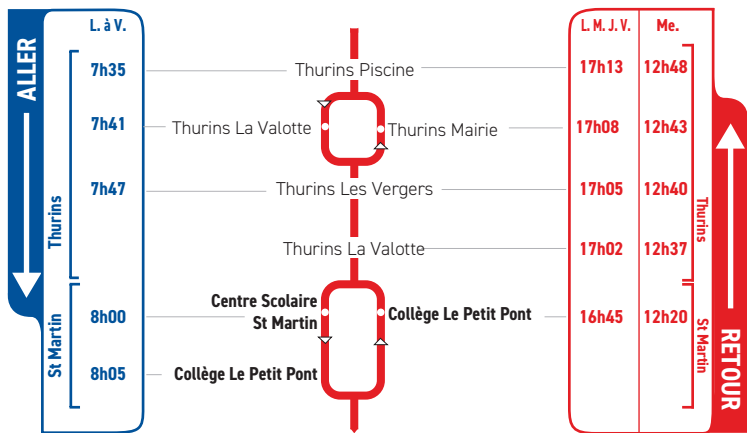 ALLER
L. à V.
L. M. J. V.
Me.
7h35
Thurins Piscine
17h13
12h48
7h41
Thurins La Valotte
Thurins Mairie
17h08
12h43
7h47
Thurins Les Vergers
17h05
12h40
Thurins
Thurins
Thurins La Valotte
17h02
12h37
8h00
Centre Scolaire
St Martin
Collège Le Petit Pont
16h45
12h20
St Martin
St Martin
8h05
Collège Le Petit Pont
RETOUR